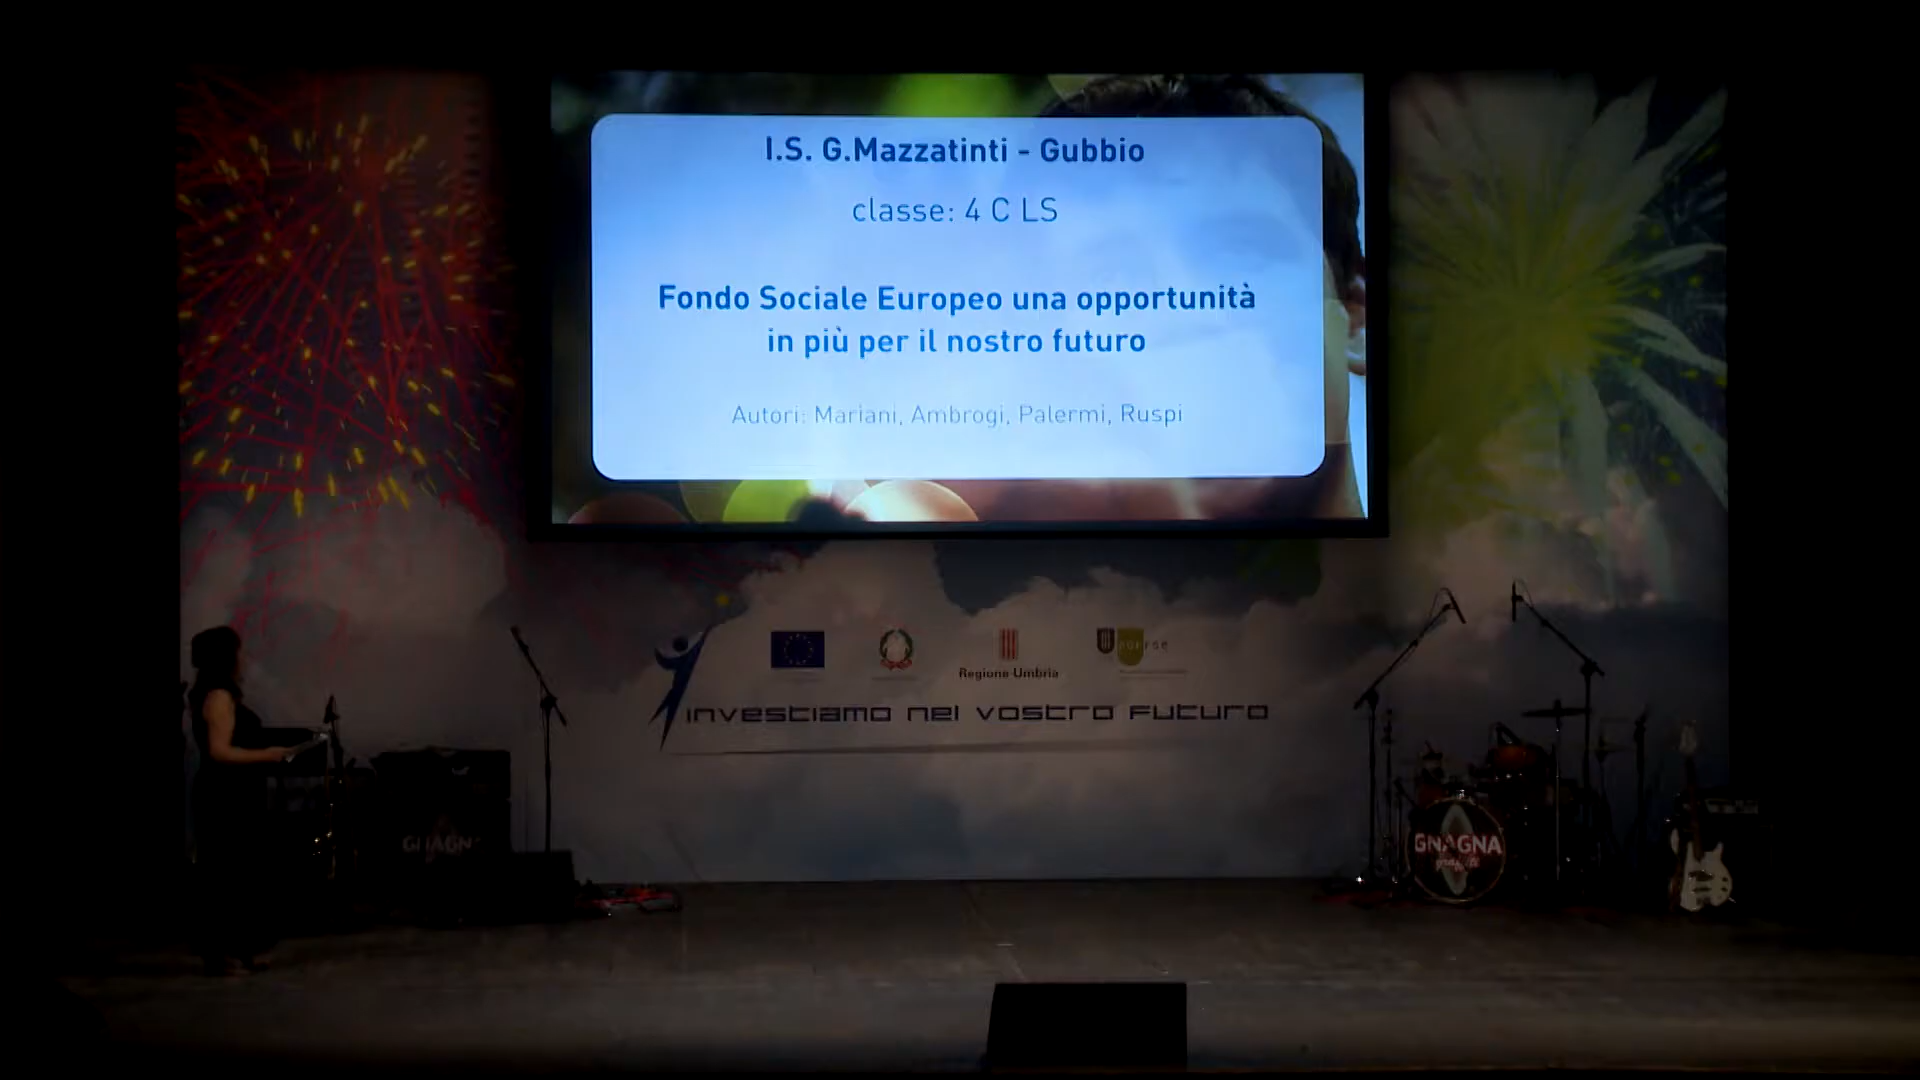 I.S. G.Mazzatinti - Gubbio
classe: 4 C LS
Fondo Sociale Europeo una opportunità
in più per il nostro futuro
Autori: Mariani, Ambrogi, Palermi, Ruspi
Regione Umbria
investiamo nel vostro futuro
GNAGNA
GNAGNA